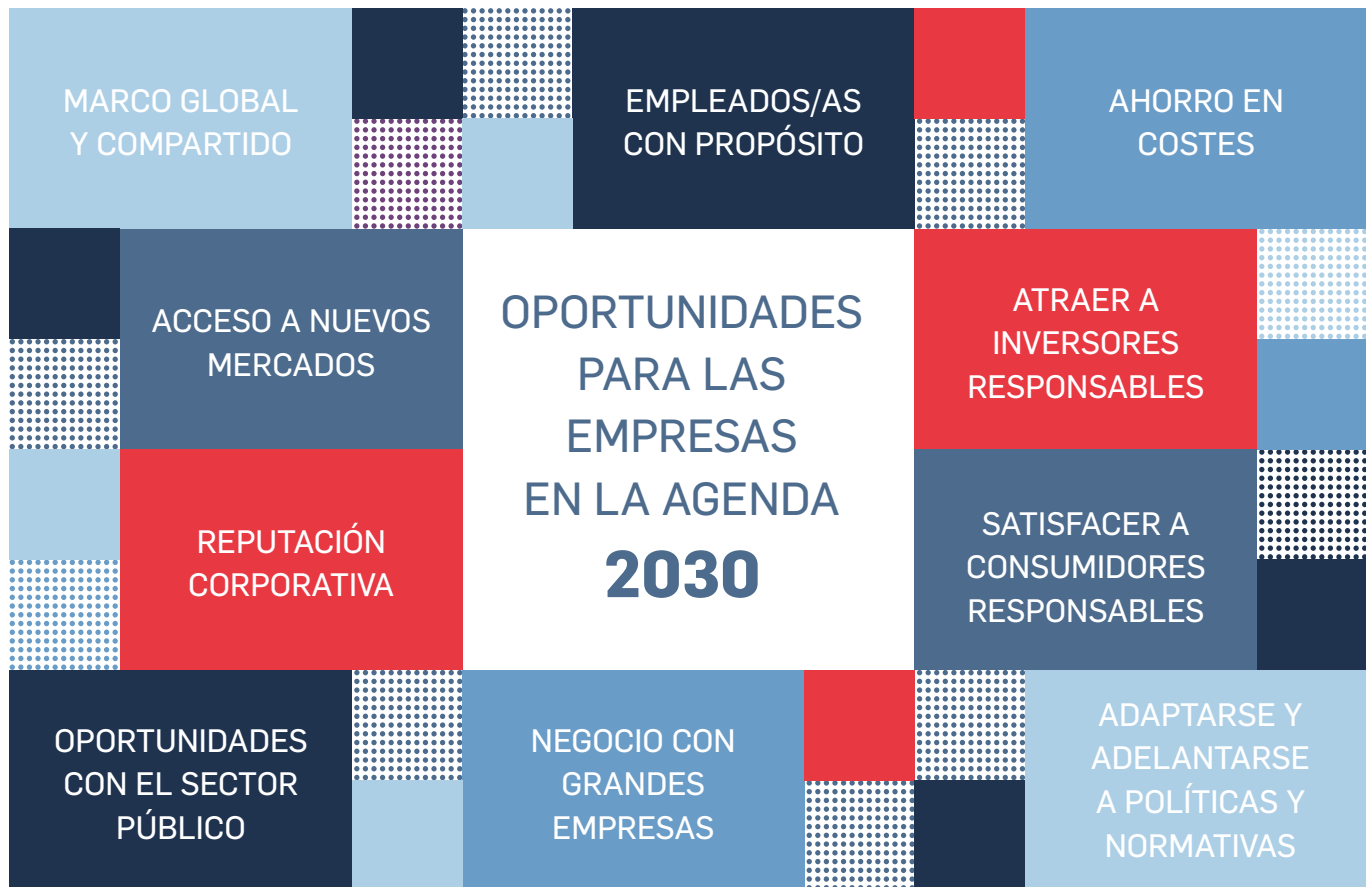 MARCO GLOBAL
Y COMPARTIDO
EMPLEADOS/AS
CON PROPÓSITO
AHORRO EN
COSTES
ACCESO A NUEVOS
MERCADOS
OPORTUNIDADES
PARA LAS
EMPRESAS
EN LA AGENDA
2030
ATRAER A
INVERSORES
RESPONSABLES
REPUTACIÓN
CORPORATIVA
SATISFACER A
CONSUMIDORES
RESPONSABLES
OPORTUNIDADES
CON EL SECTOR
PÚBLICO
NEGOCIO CON
GRANDES
EMPRESAS
ADAPTARSE Y
ADELANTARSE
A POLÍTICAS Y
NORMATIVAS